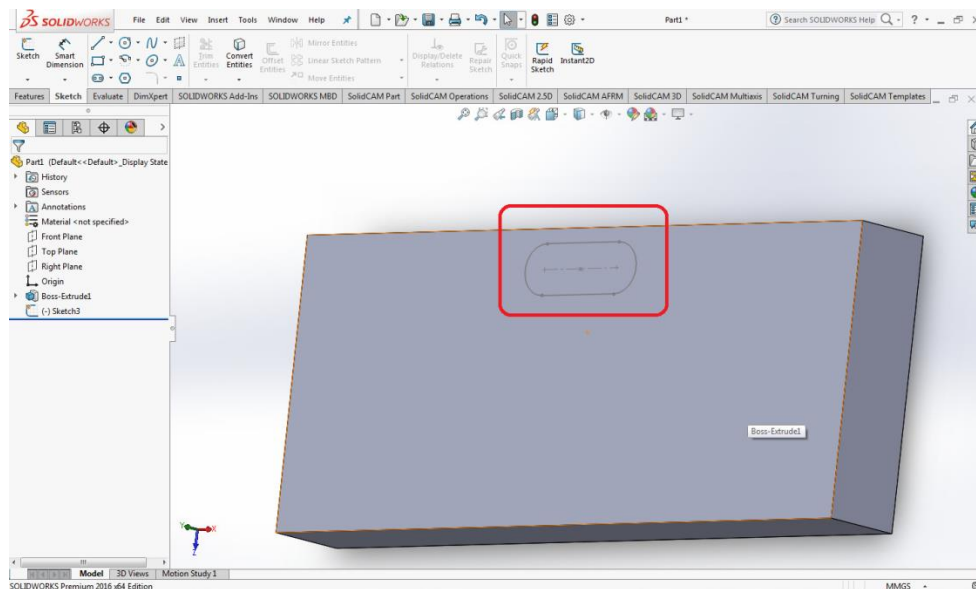 SOLIDWORKS File Edit View Insert Tools Window Help Part1 * Search SOLIDWORKS Help
Sketch Smart Dimension Trim Entities Convert Entities Offset Entities Mirror Entities Linear Sketch Pattern Move Entities Display/Delete Relations Repair Sketch Quick Snaps Rapid Sketch Instant2D
Features Sketch Evaluate DimXpert SOLIDWORKS Add-Ins SOLIDWORKS MBD SolidCAM Part SolidCAM Operations SolidCAM 2.5D SolidCAM AFRM SolidCAM 3D SolidCAM Multiaxis SolidCAM Turning SolidCAM Templates
Part1 (Default<<Default>_Display State
History
Sensors
Annotations
Material <not specified>
Front Plane
Top Plane
Right Plane
Origin
Boss-Extrude1
(-) Sketch3
Boss-Extrude1
Y X
Z
Model 3D Views Motion Study 1
SOLIDWORKS Premium 2016 x64 Edition MMGS